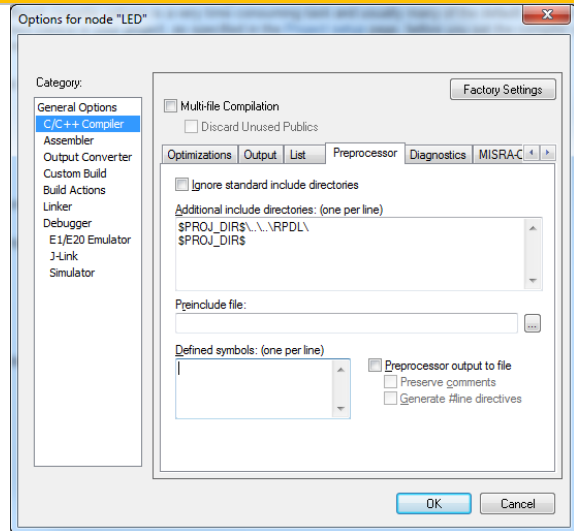 Options for node "LED"
Category:
General Options
C/C++ Compiler
Assembler
Output Converter
Custom Build
Build Actions
Linker
Debugger
E1/E20 Emulator
J-Link
Simulator
Factory Settings
Multi-file Compilation
Discard Unused Publics
Optimizations Output List Preprocessor Diagnostics MISRA-C
Ignore standard include directories
Additional include directories: (one per line)
$PROJ_DIR$\..\..\RPDL\
$PROJ_DIR$
Preinclude file:
...
Defined symbols: (one per line)
Preprocessor output to file
Preserve comments
Generate #line directives
OK Cancel